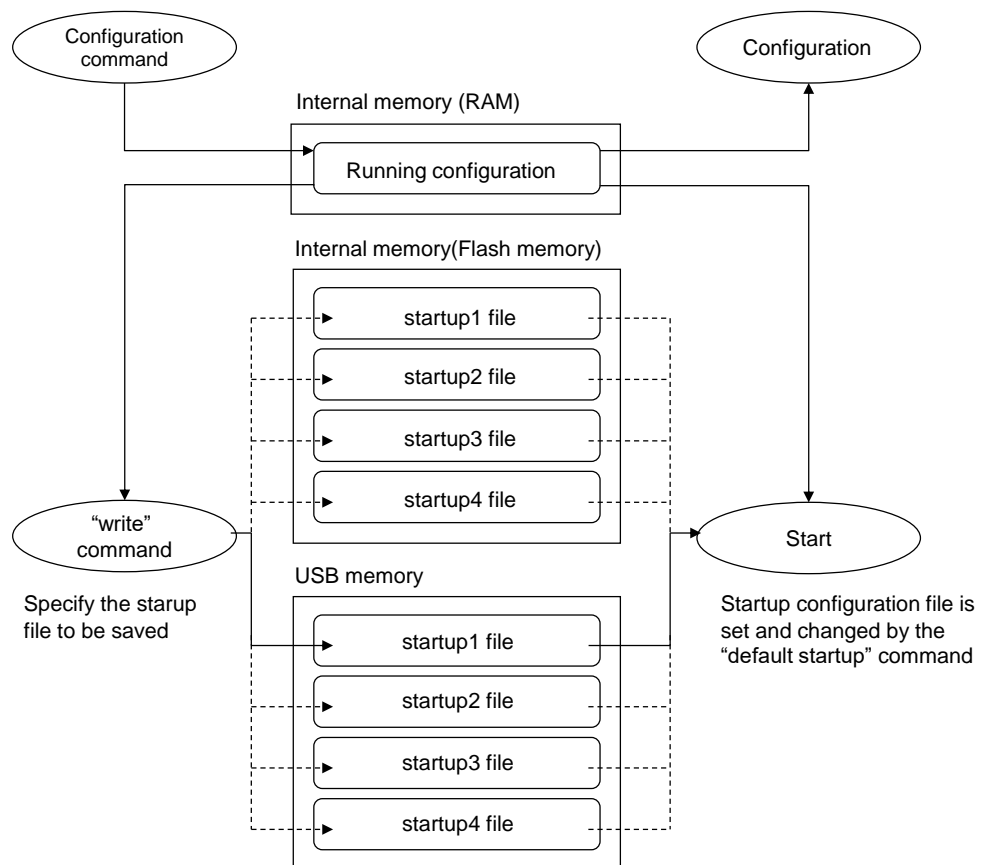 Configuration
command
Configuration
Internal memory (RAM)
Running configuration
Internal memory(Flash memory)
startup1 file
startup2 file
startup3 file
startup4 file
“write”
command
Start
Specify the starup
file to be saved
USB memory
startup1 file
startup2 file
startup3 file
startup4 file
Startup configuration file is
set and changed by the
“default startup” command